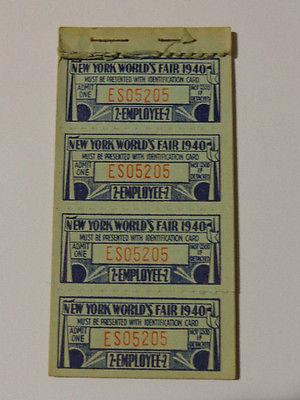 NEW YORK WORLD'S FAIR 1940
MUST BE PRESENTED WITH IDENTIFICATION CARD
ADMIT ONE ES05205 NOT GOOD IF DETACHED
2-EMPLOYEE-2
NEW YORK WORLD'S FAIR 1940
MUST BE PRESENTED WITH IDENTIFICATION CARD
ADMIT ONE ES05205 NOT GOOD IF DETACHED
2-EMPLOYEE-2
NEW YORK WORLD'S FAIR 1940
MUST BE PRESENTED WITH IDENTIFICATION CARD
ADMIT ONE ES05205 NOT GOOD IF DETACHED
2-EMPLOYEE-2
NEW YORK WORLD'S FAIR 1940
MUST BE PRESENTED WITH IDENTIFICATION CARD
ADMIT ONE ES05205 NOT GOOD IF DETACHED
2-EMPLOYEE-2